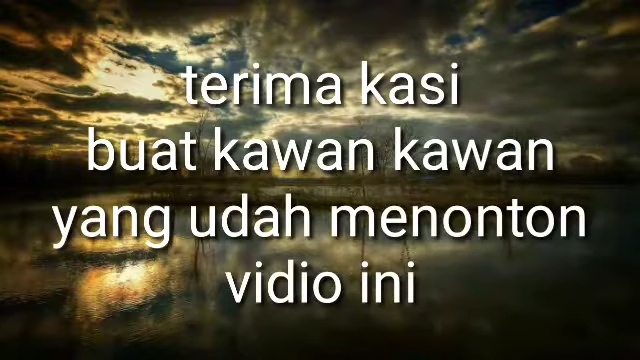 terima kasi
buat kawan kawan
yang udah menonton
vidio ini